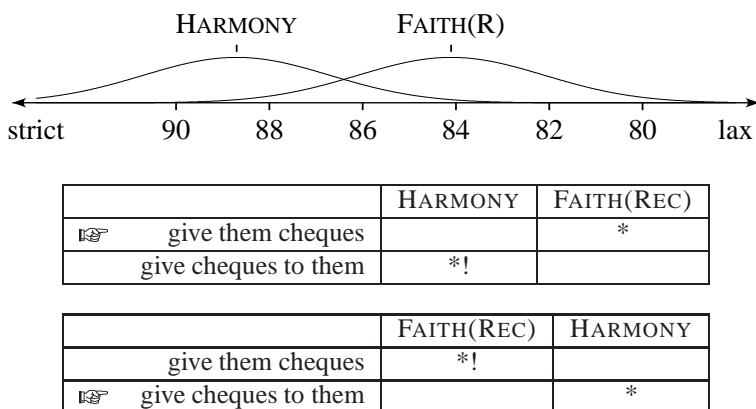 HARMONY FAITH(R)
strict 90 88 86 84 82 80 lax
HARMONY FAITH(REC)
☞ give them cheques *
give cheques to them *!
FAITH(REC) HARMONY
give them cheques *!
☞ give cheques to them *